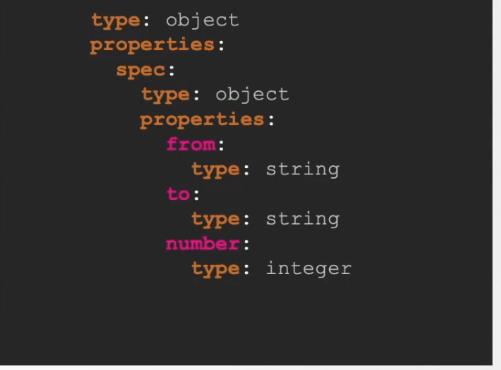 type: object
properties:
  spec:
    type: object
    properties:
      from:
        type: string
      to:
        type: string
      number:
        type: integer